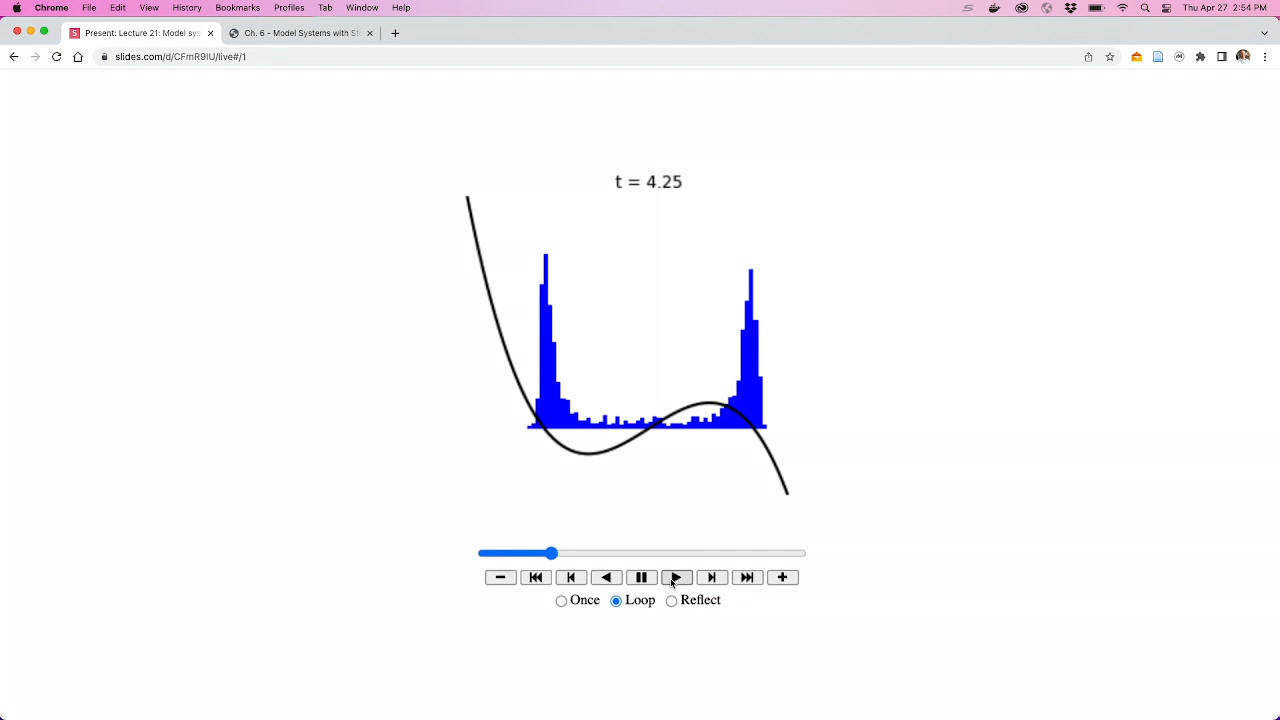 Chrome File Edit View History Bookmarks Profiles Tab Window Help Thu Apr 27 2:54 PM
Present: Lecture 21: Model sys Ch. 6 - Model Systems with St
slides.com/d/CFmR9lU/live#/1
t = 4.25
Once Loop Reflect